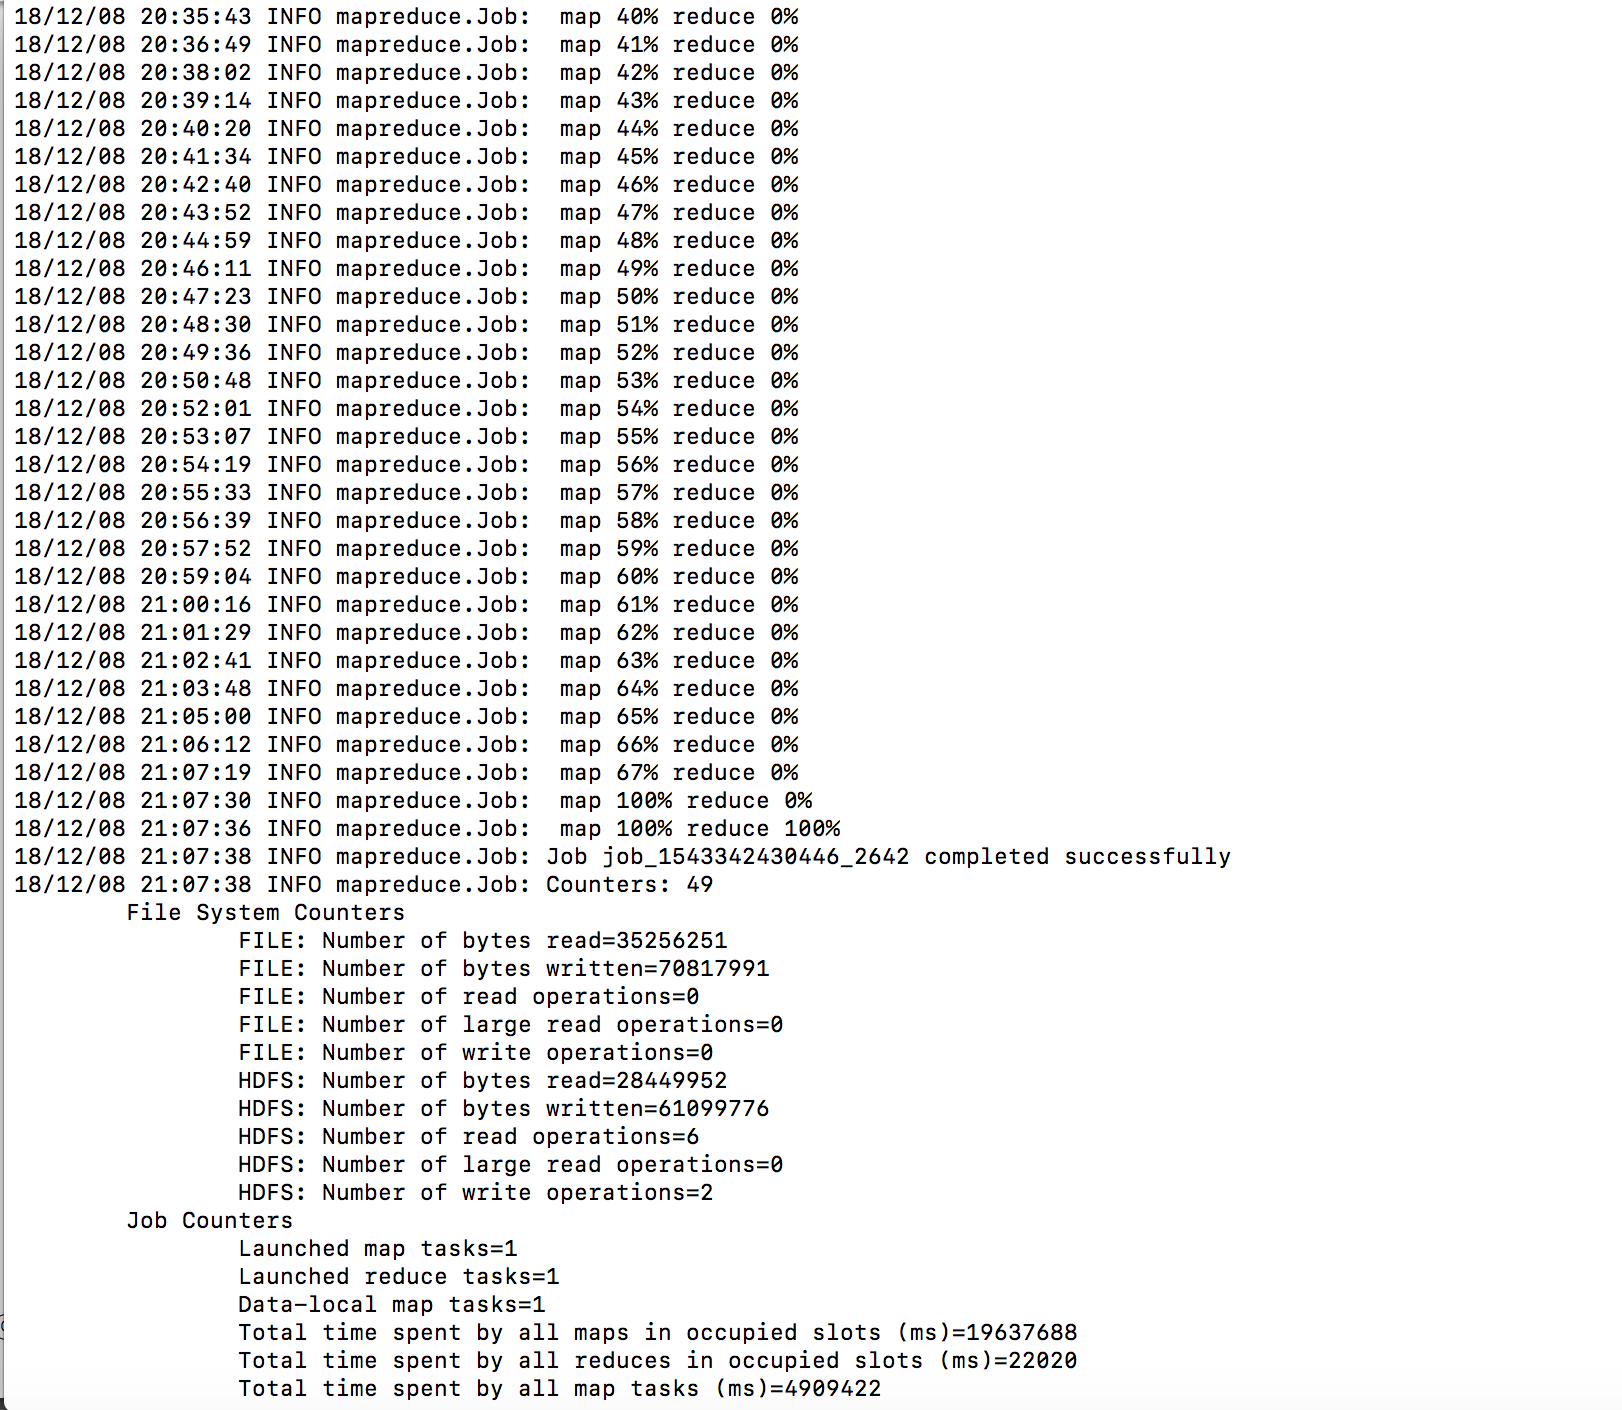 18/12/08 20:35:43 INFO mapreduce.Job:  map 40% reduce 0%
18/12/08 20:36:49 INFO mapreduce.Job:  map 41% reduce 0%
18/12/08 20:38:02 INFO mapreduce.Job:  map 42% reduce 0%
18/12/08 20:39:14 INFO mapreduce.Job:  map 43% reduce 0%
18/12/08 20:40:20 INFO mapreduce.Job:  map 44% reduce 0%
18/12/08 20:41:34 INFO mapreduce.Job:  map 45% reduce 0%
18/12/08 20:42:40 INFO mapreduce.Job:  map 46% reduce 0%
18/12/08 20:43:52 INFO mapreduce.Job:  map 47% reduce 0%
18/12/08 20:44:59 INFO mapreduce.Job:  map 48% reduce 0%
18/12/08 20:46:11 INFO mapreduce.Job:  map 49% reduce 0%
18/12/08 20:47:23 INFO mapreduce.Job:  map 50% reduce 0%
18/12/08 20:48:30 INFO mapreduce.Job:  map 51% reduce 0%
18/12/08 20:49:36 INFO mapreduce.Job:  map 52% reduce 0%
18/12/08 20:50:48 INFO mapreduce.Job:  map 53% reduce 0%
18/12/08 20:52:01 INFO mapreduce.Job:  map 54% reduce 0%
18/12/08 20:53:07 INFO mapreduce.Job:  map 55% reduce 0%
18/12/08 20:54:19 INFO mapreduce.Job:  map 56% reduce 0%
18/12/08 20:55:33 INFO mapreduce.Job:  map 57% reduce 0%
18/12/08 20:56:39 INFO mapreduce.Job:  map 58% reduce 0%
18/12/08 20:57:52 INFO mapreduce.Job:  map 59% reduce 0%
18/12/08 20:59:04 INFO mapreduce.Job:  map 60% reduce 0%
18/12/08 21:00:16 INFO mapreduce.Job:  map 61% reduce 0%
18/12/08 21:01:29 INFO mapreduce.Job:  map 62% reduce 0%
18/12/08 21:02:41 INFO mapreduce.Job:  map 63% reduce 0%
18/12/08 21:03:48 INFO mapreduce.Job:  map 64% reduce 0%
18/12/08 21:05:00 INFO mapreduce.Job:  map 65% reduce 0%
18/12/08 21:06:12 INFO mapreduce.Job:  map 66% reduce 0%
18/12/08 21:07:19 INFO mapreduce.Job:  map 67% reduce 0%
18/12/08 21:07:30 INFO mapreduce.Job:  map 100% reduce 0%
18/12/08 21:07:36 INFO mapreduce.Job:  map 100% reduce 100%
18/12/08 21:07:38 INFO mapreduce.Job: Job job_1543342430446_2642 completed successfully
18/12/08 21:07:38 INFO mapreduce.Job: Counters: 49
File System Counters
FILE: Number of bytes read=35256251
FILE: Number of bytes written=70817991
FILE: Number of read operations=0
FILE: Number of large read operations=0
FILE: Number of write operations=0
HDFS: Number of bytes read=28449952
HDFS: Number of bytes written=61099776
HDFS: Number of read operations=6
HDFS: Number of large read operations=0
HDFS: Number of write operations=2
Job Counters
Launched map tasks=1
Launched reduce tasks=1
Data-local map tasks=1
Total time spent by all maps in occupied slots (ms)=19637688
Total time spent by all reduces in occupied slots (ms)=22020
Total time spent by all map tasks (ms)=4909422